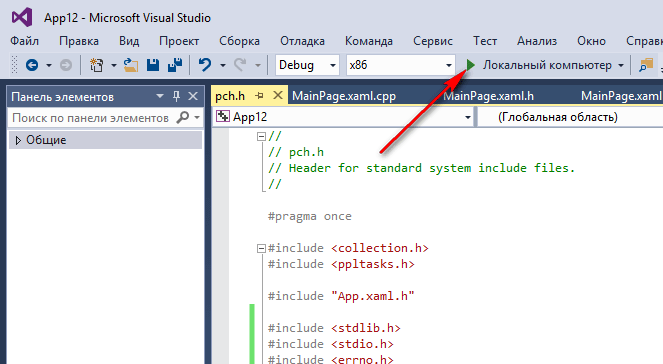 App12 - Microsoft Visual Studio
Файл Правка Вид Проект Сборка Отладка Команда Сервис Тест Анализ Окно Справка
Debug x86 Локальный компьютер
Панель элементов pch.h MainPage.xaml.cpp MainPage.xaml.h MainPage.xaml
Поиск по панели элементов App12 (Глобальная область)
Общие
//
// pch.h
// Header for standard system include files.
//
#pragma once
#include <collection.h>
#include <ppltasks.h>
#include "App.xaml.h"
#include <stdlib.h>
#include <stdio.h>
#include <errno.h>